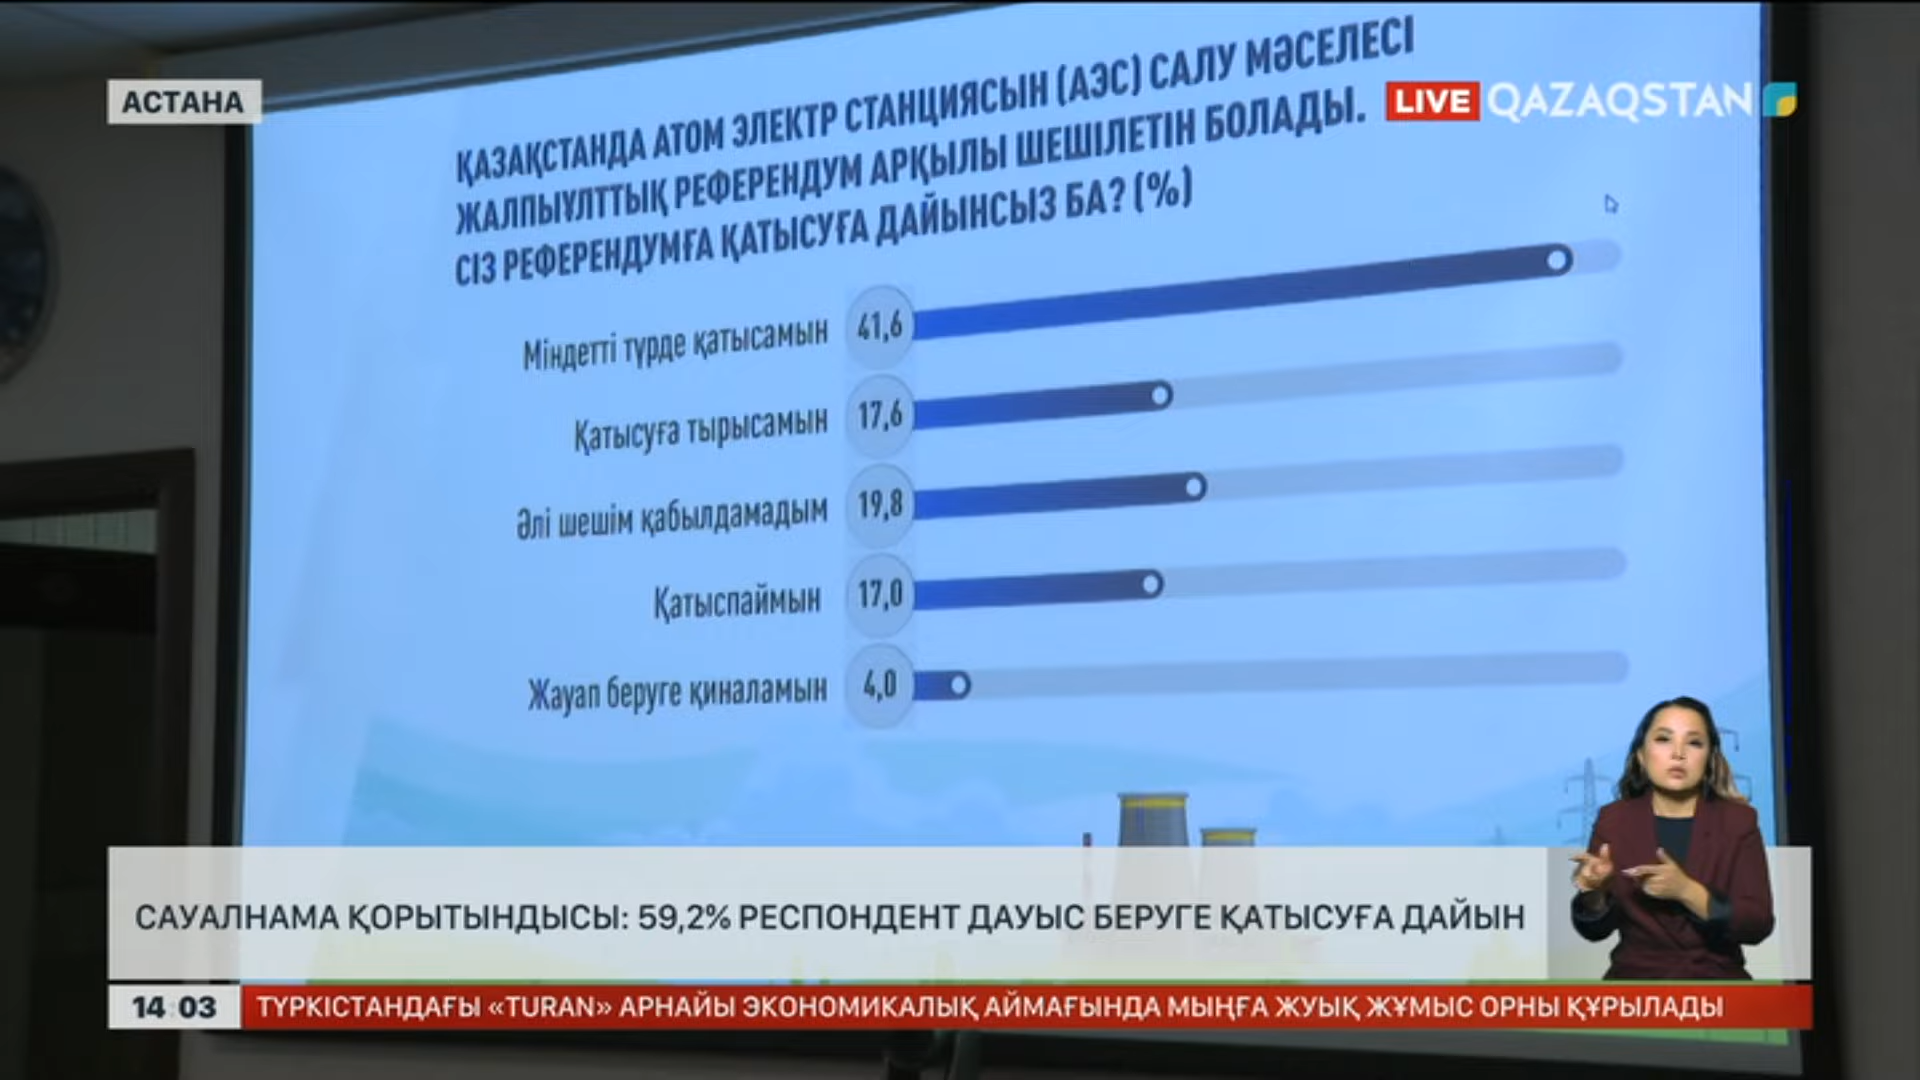 АСТАНА
LIVE QAZAQSTAN
ҚАЗАҚСТАНДА АТОМ ЭЛЕКТР СТАНЦИЯСЫН (АЭС) САЛУ МӘСЕЛЕСІ
ЖАЛПЫҰЛТТЫҚ РЕФЕРЕНДУМ АРҚЫЛЫ ШЕШІЛЕТІН БОЛАДЫ.
СІЗ РЕФЕРЕНДУМҒА ҚАТЫСУҒА ДАЙЫНСЫЗ БА? (%)
Міндетті түрде қатысамын 41,6
Қатысуға тырысамын 17,6
Әлі шешім қабылдамадым 19,8
Қатыспаймын 17,0
Жауап беруге қиналамын 4,0
САУАЛНАМА ҚОРЫТЫНДЫСЫ: 59,2% РЕСПОНДЕНТ ДАУЫС БЕРУГЕ ҚАТЫСУҒА ДАЙЫН
14:03 ТҮРКІСТАНДАҒЫ «TURAN» АРНАЙЫ ЭКОНОМИКАЛЫҚ АЙМАҒЫНДА МЫҢҒА ЖУЫҚ ЖҰМЫС ОРНЫ ҚҰРЫЛАДЫ